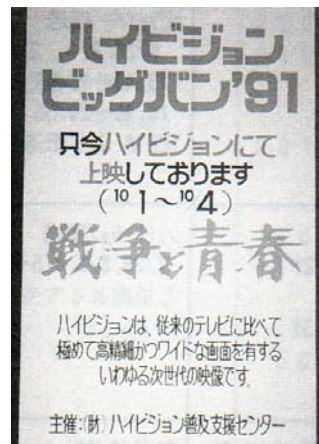 ハイビジョン
ビッグバン'91
只今ハイビジョンにて
上映しております
(10 1～10 4)
戦争と青春
ハイビジョンは、従来のテレビに比べて
極めて高精細かつワイドな画面を有する
いわゆる次世代の映像です。
主催:(財)ハイビジョン普及支援センター